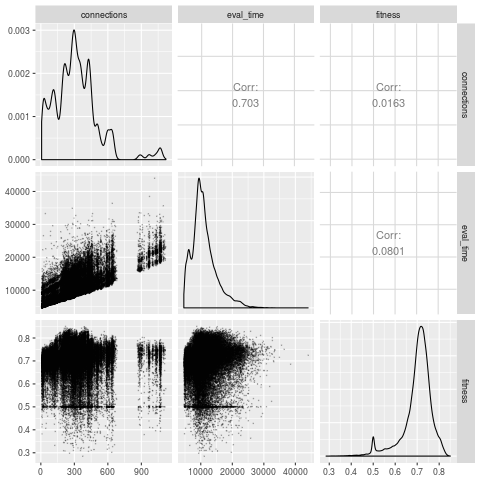 connections
eval_time
fitness
0.003
0.002
0.001
0.000
Corr:
0.703
Corr:
0.0163
connections
40000
30000
20000
10000
Corr:
0.0801
eval_time
0.8
0.7
0.6
0.5
0.4
0.3
fitness
0 300 600 900
10000 20000 30000 40000
0.3 0.4 0.5 0.6 0.7 0.8